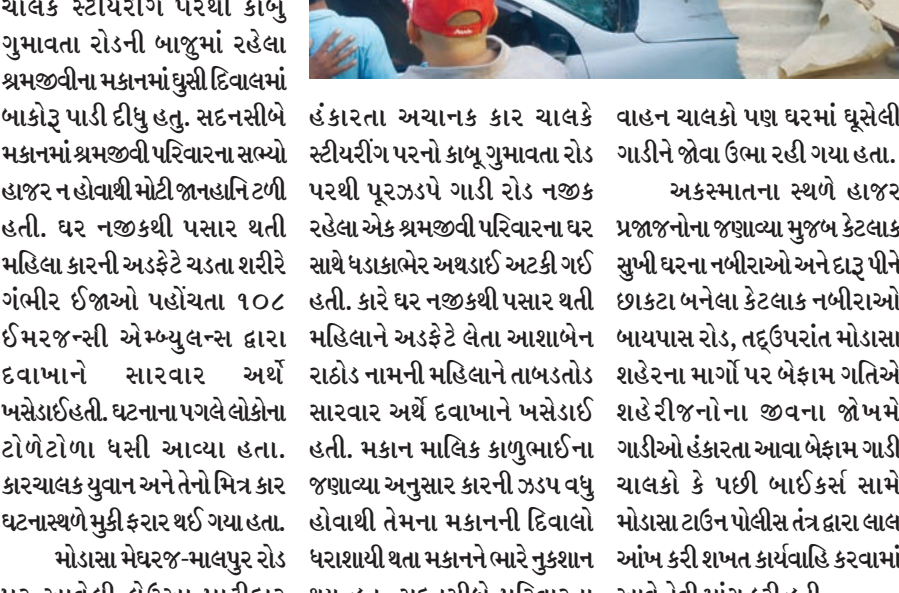 ચાલકે સ્ટીયરીંગ પરથી કાબુ
ગુમાવતા રોડની બાજુમાં રહેલા
શ્રમજીવીના મકાનમાં ઘુસી દિવાલમાં
બાકોરૂ પાડી દીધુ હતુ. સદનસીબે
મકાનમાં શ્રમજીવી પરિવારના સભ્યો
હાજર ન હોવાથી મોટી જાનહાનિ ટળી
હતી. ઘર નજીકથી પસાર થતી
મહિલા કારની અડફેટે ચડતા શરીરે
ગંભીર ઈજાઓ પહોંચતા ૧૦૮
ઈમરજન્સી એમ્બ્યુલન્સ દ્વારા
દવાખાને સારવાર અર્થે
ખસેડાઈહતી. ઘટનાના પગલે લોકોના
ટોળેટોળા ધસી આવ્યા હતા.
કારચાલક યુવાન અને તેનો મિત્ર કાર
ઘટનાસ્થળે મુકી ફરાર થઈ ગયા હતા.
મોડાસા મેઘરજ-માલપુર રોડ
હંકારતા અચાનક કાર ચાલકે
સ્ટીયરીંગ પરનો કાબૂ ગુમાવતા રોડ
પરથી પૂરઝડપે ગાડી રોડ નજીક
રહેલા એક શ્રમજીવી પરિવારના ઘર
સાથે ધડાકાભેર અથડાઈ અટકી ગઈ
હતી. કારે ઘર નજીકથી પસાર થતી
મહિલાને અડફેટે લેતા આશાબેન
રાઠોડ નામની મહિલાને તાબડતોડ
સારવાર અર્થે દવાખાને ખસેડાઈ
હતી. મકાન માલિક કાળુભાઈના
જણાવ્યા અનુસાર કારની ઝડપ વધુ
હોવાથી તેમના મકાનની દિવાલો
ધરાશાયી થતા મકાનને ભારે નુકશાન
વાહન ચાલકો પણ ઘરમાં ઘૂસેલી
ગાડીને જોવા ઉભા રહી ગયા હતા.
અકસ્માતના સ્થળે હાજર
પ્રજાજનોના જણાવ્યા મુજબ કેટલાક
સુખી ઘરના નબીરાઓ અને દારૂ પીને
છાકટા બનેલા કેટલાક નબીરાઓ
બાયપાસ રોડ, તદ્ઉપરાંત મોડાસા
શહેરના માર્ગો પર બેફામ ગતિએ
શહેરીજનોના જીવના જોખમે
ગાડીઓ હંકારતા આવા બેફામ ગાડી
ચાલકો કે પછી બાઈકર્સ સામે
મોડાસા ટાઉન પોલીસ તંત્ર દ્વારા લાલ
આંખ કરી શખત કાર્યવાહિ કરવામાં